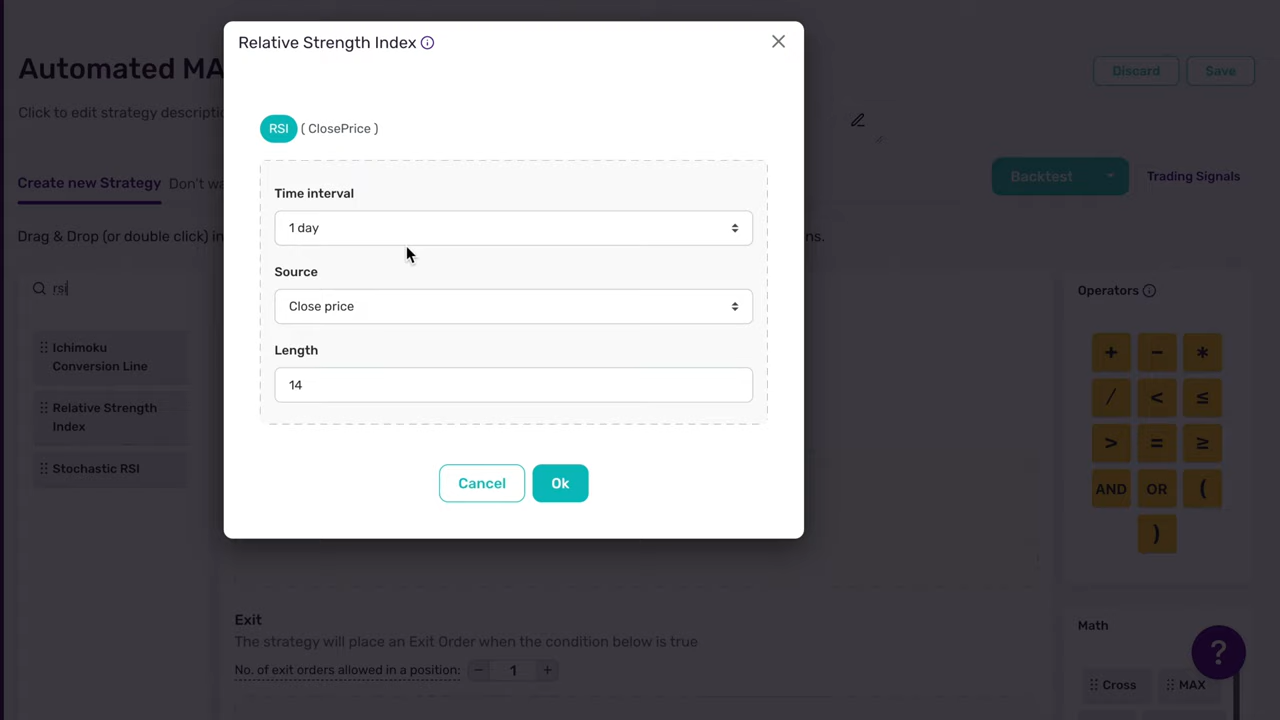 Relative Strength Index
Automated MA
Discard
Save
Click to edit strategy descripti
RSI ( ClosePrice )
Create new Strategy
Don't wa
Backtest
Trading Signals
Time interval
1 day
Drag & Drop (or double click) in
ns.
Source
rsi
Close price
Operators
Ichimoku
Conversion Line
Length
14
Relative Strength
Index
Stochastic RSI
+ − *
/ < ≤
> = ≥
AND OR (
)
Cancel
Ok
Exit
The strategy will place an Exit Order when the condition below is true
No. of exit orders allowed in a position:
− 1 +
Math
?
Cross
MAX